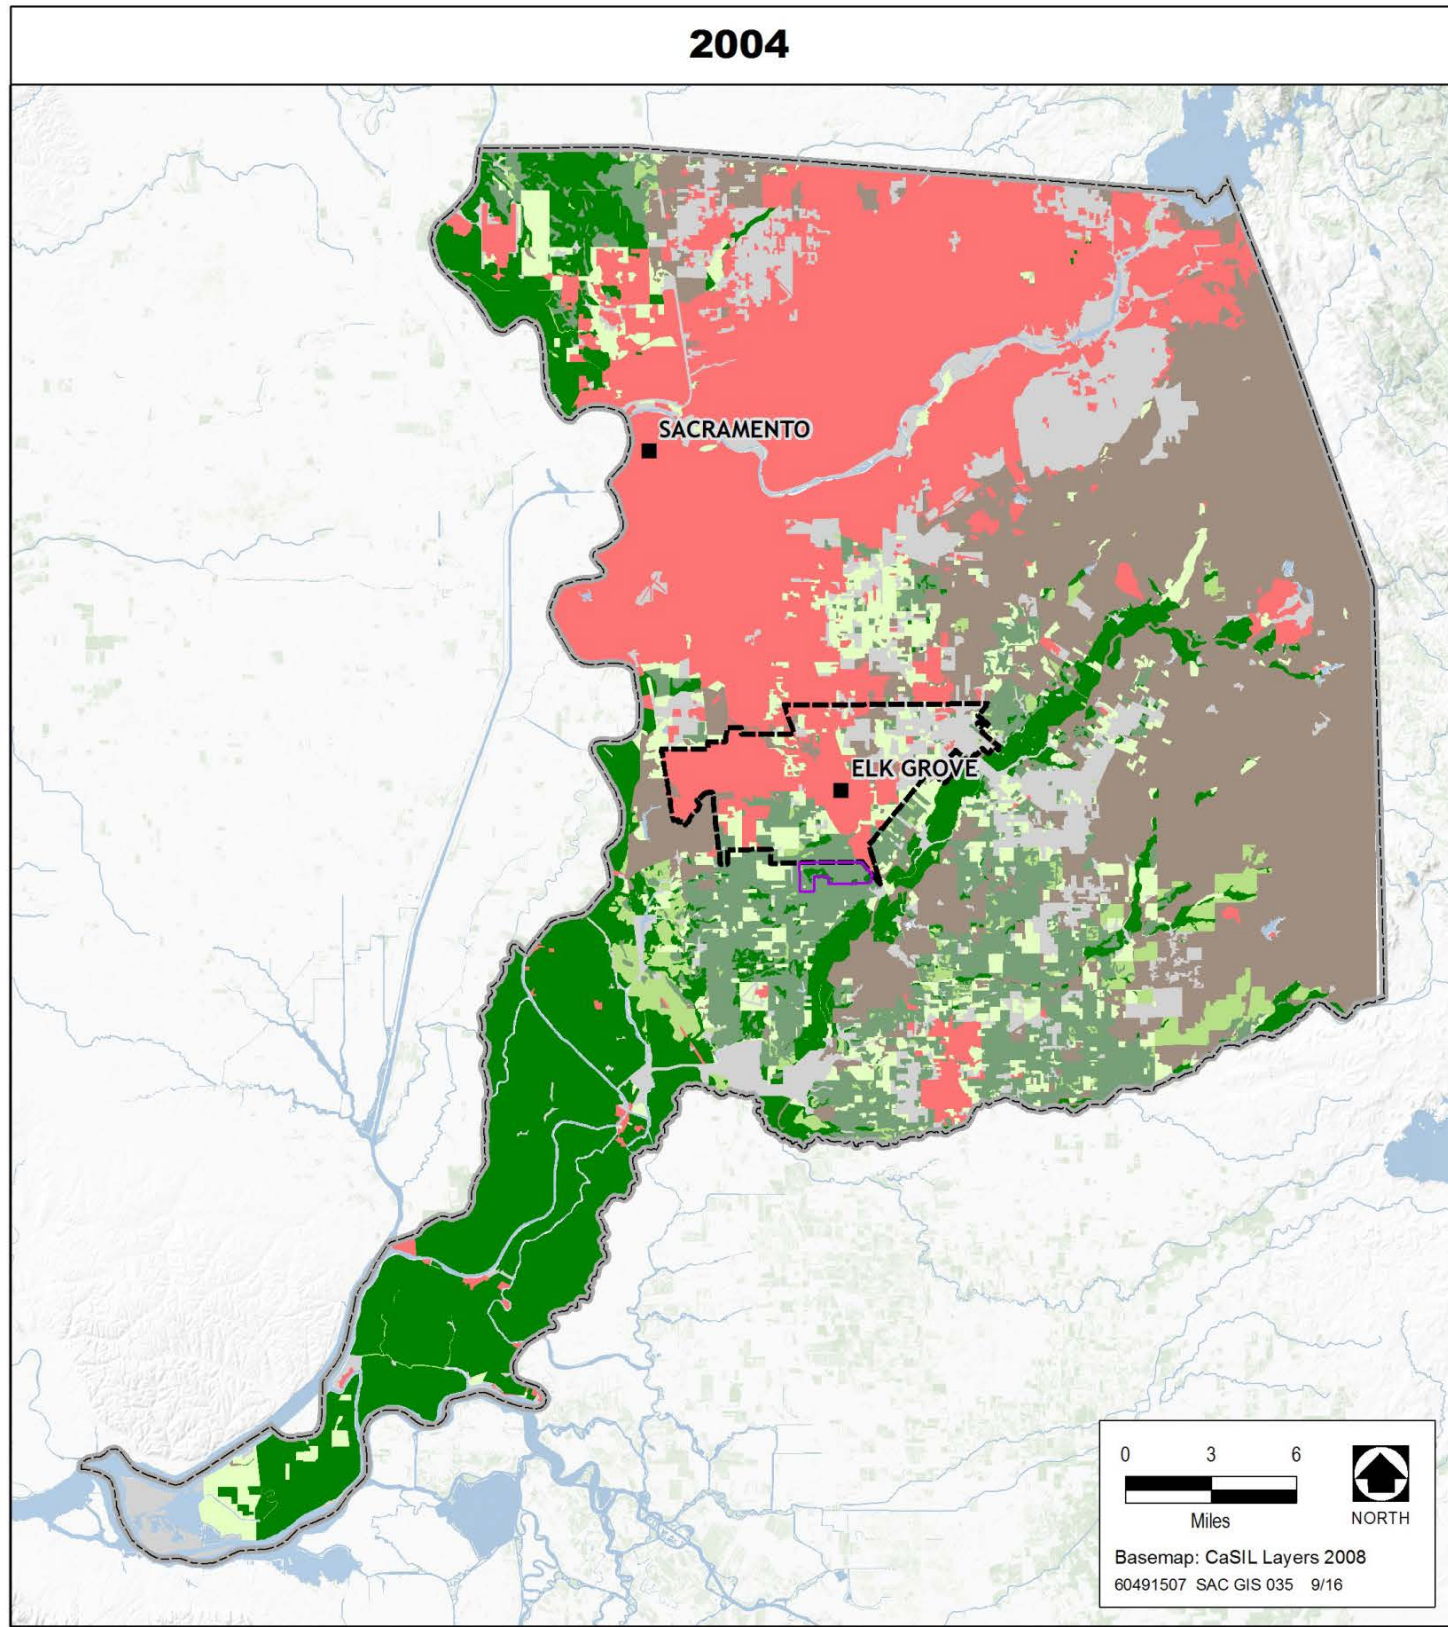 2004
SACRAMENTO
ELK GROVE
0 3 6
Miles
NORTH
Basemap: CaSIL Layers 2008
60491507 SAC GIS 035 9/16